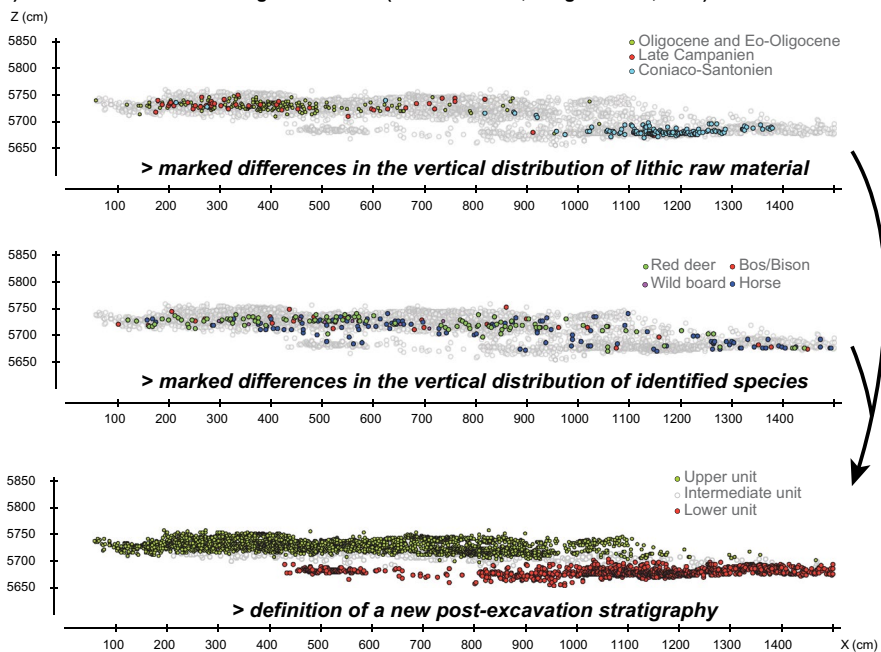 Z (cm)
5850
5800
5750
5700
5650
Oligocene and Eo-Oligocene
Late Campanien
Coniaco-Santonien
> marked differences in the vertical distribution of lithic raw material
100 200 300 400 500 600 700 800 900 1000 1100 1200 1300 1400
5850
5800
5750
5700
5650
Red deer Bos/Bison
Wild board Horse
> marked differences in the vertical distribution of identified species
100 200 300 400 500 600 700 800 900 1000 1100 1200 1300 1400
5850
5800
5750
5700
5650
Upper unit
Intermediate unit
Lower unit
> definition of a new post-excavation stratigraphy
100 200 300 400 500 600 700 800 900 1000 1100 1200 1300 1400 X (cm)